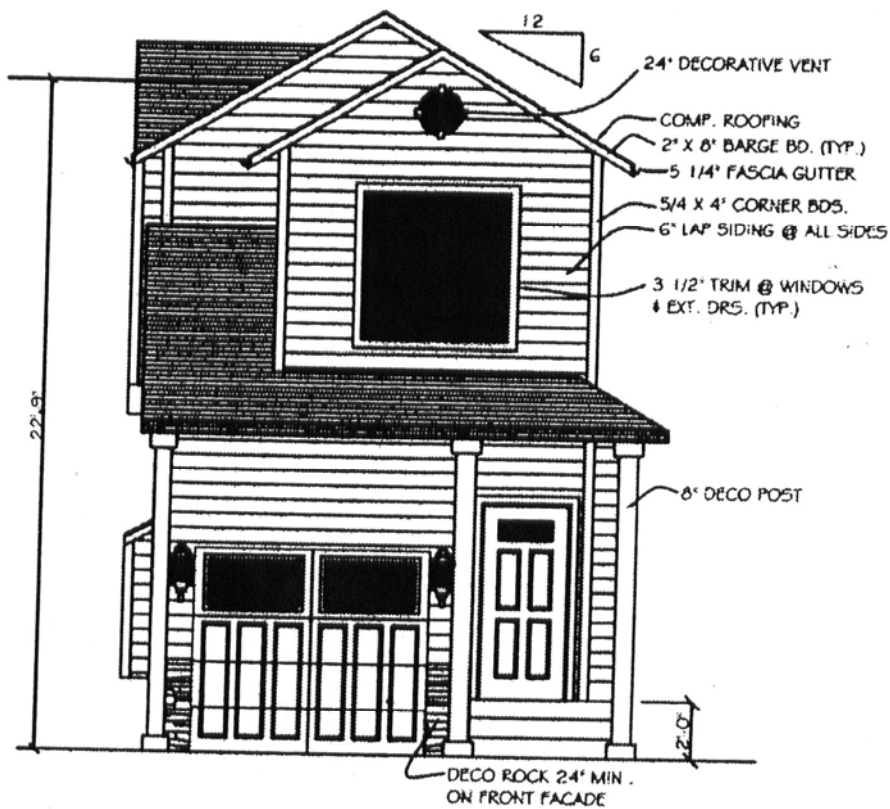 12
6
24" DECORATIVE VENT
COMP. ROOFING
2" X 8" BARGE BD. (TYP.)
5 1/4" FASCIA GUTTER
5/4 X 4" CORNER BDS.
6" LAP SIDING @ ALL SIDES
3 1/2" TRIM @ WINDOWS
& EXT. DRS. (TYP.)
22'-9"
8" DECO POST
2'-0"
DECO ROCK 24" MIN.
ON FRONT FACADE